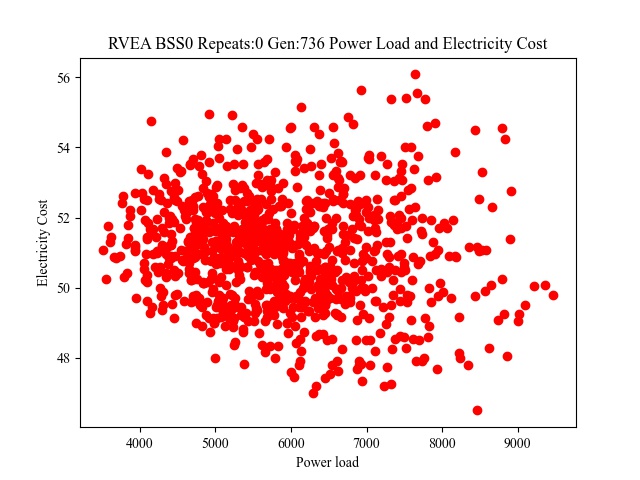 RVEA BSS0 Repeats:0 Gen:736 Power Load and Electricity Cost
56
54
52
50
48
Electricity Cost
4000 5000 6000 7000 8000 9000
Power load